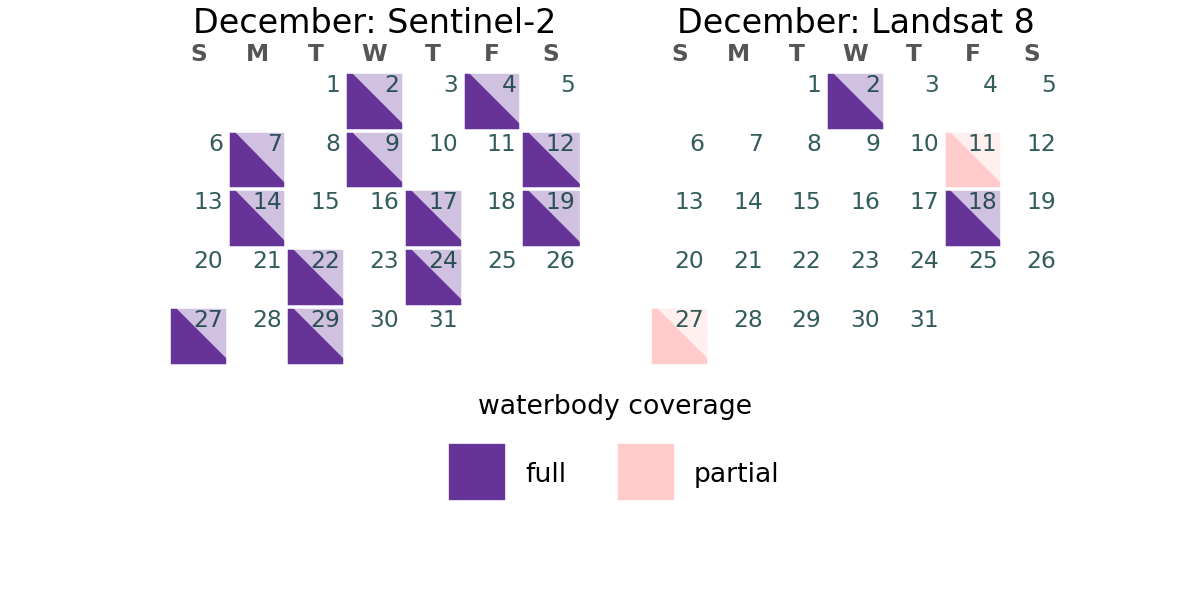 December: Sentinel-2
S M T W T F S
1 2 3 4 5
6 7 8 9 10 11 12
13 14 15 16 17 18 19
20 21 22 23 24 25 26
27 28 29 30 31
December: Landsat 8
S M T W T F S
1 2 3 4 5
6 7 8 9 10 11 12
13 14 15 16 17 18 19
20 21 22 23 24 25 26
27 28 29 30 31
waterbody coverage
full partial